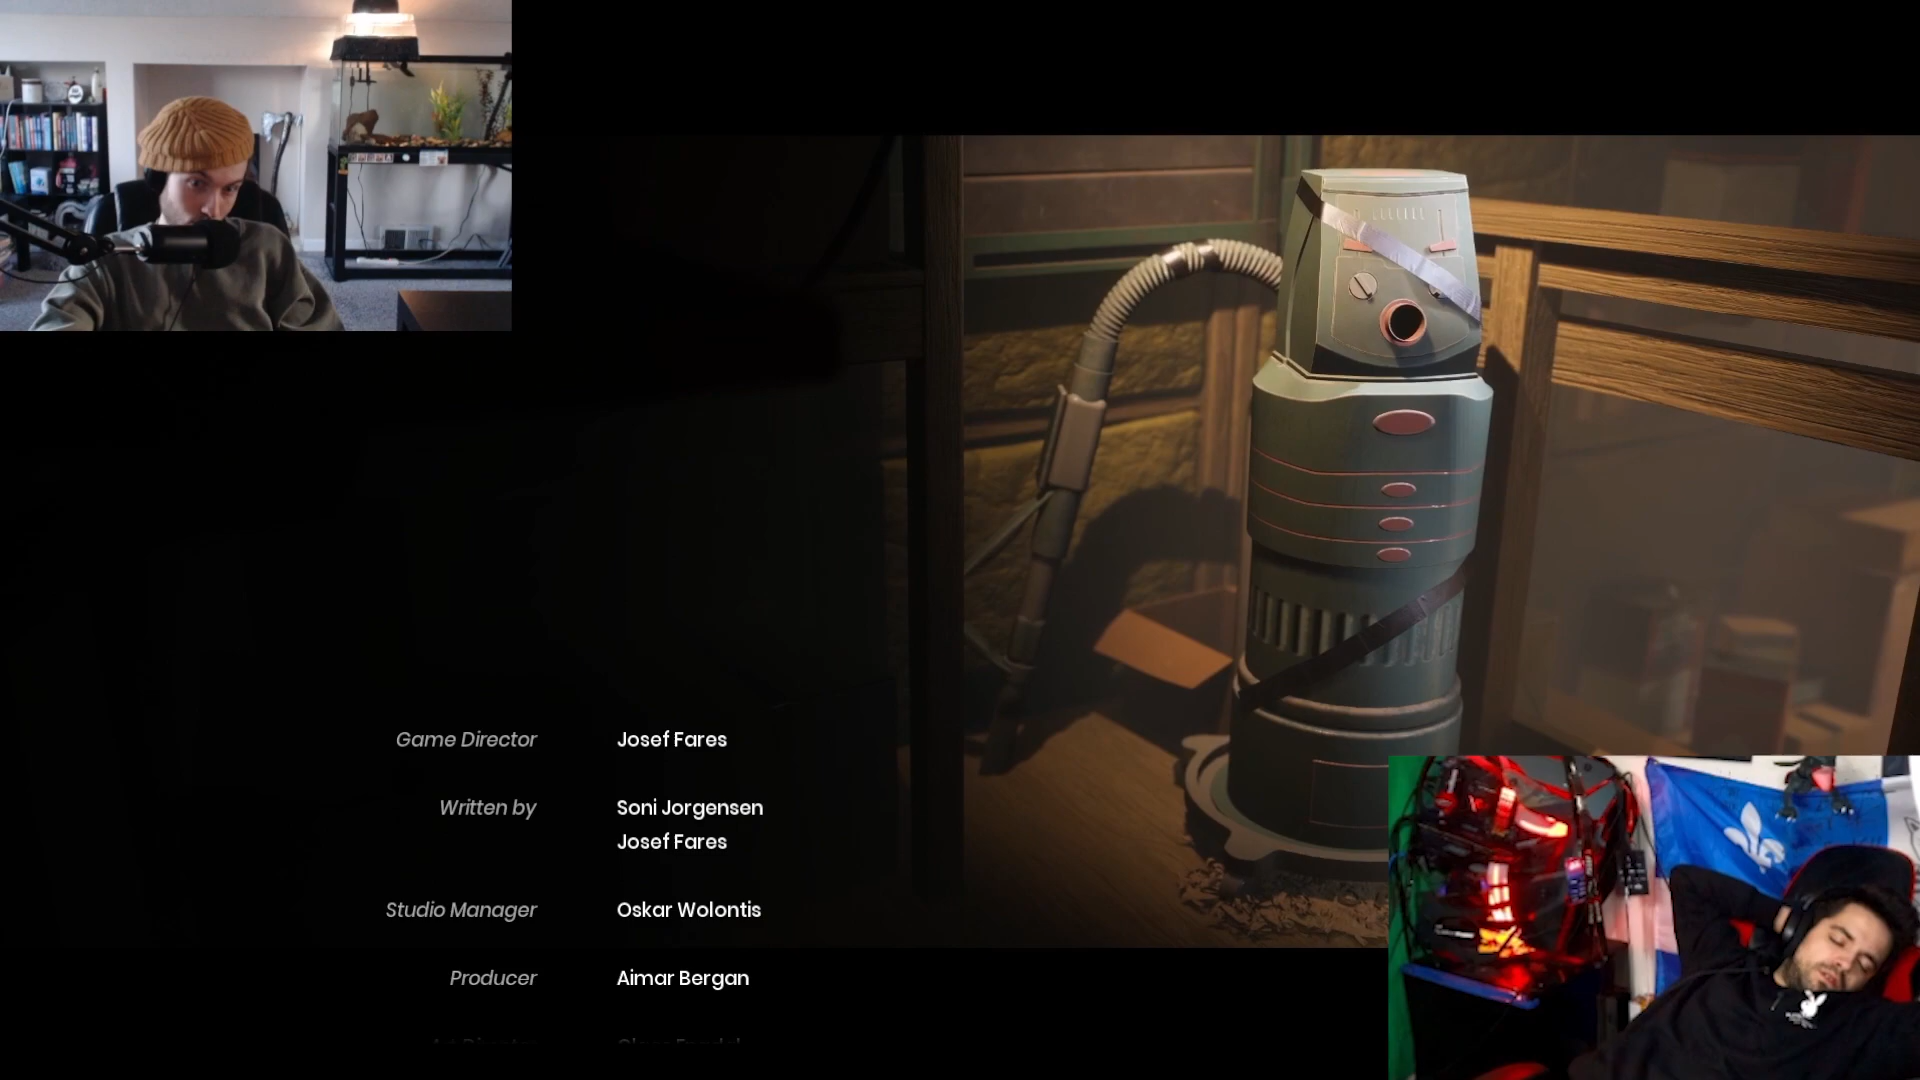 Game Director Josef Fares
Written by Soni Jorgensen
Josef Fares
Studio Manager Oskar Wolontis
Producer Aimar Bergan